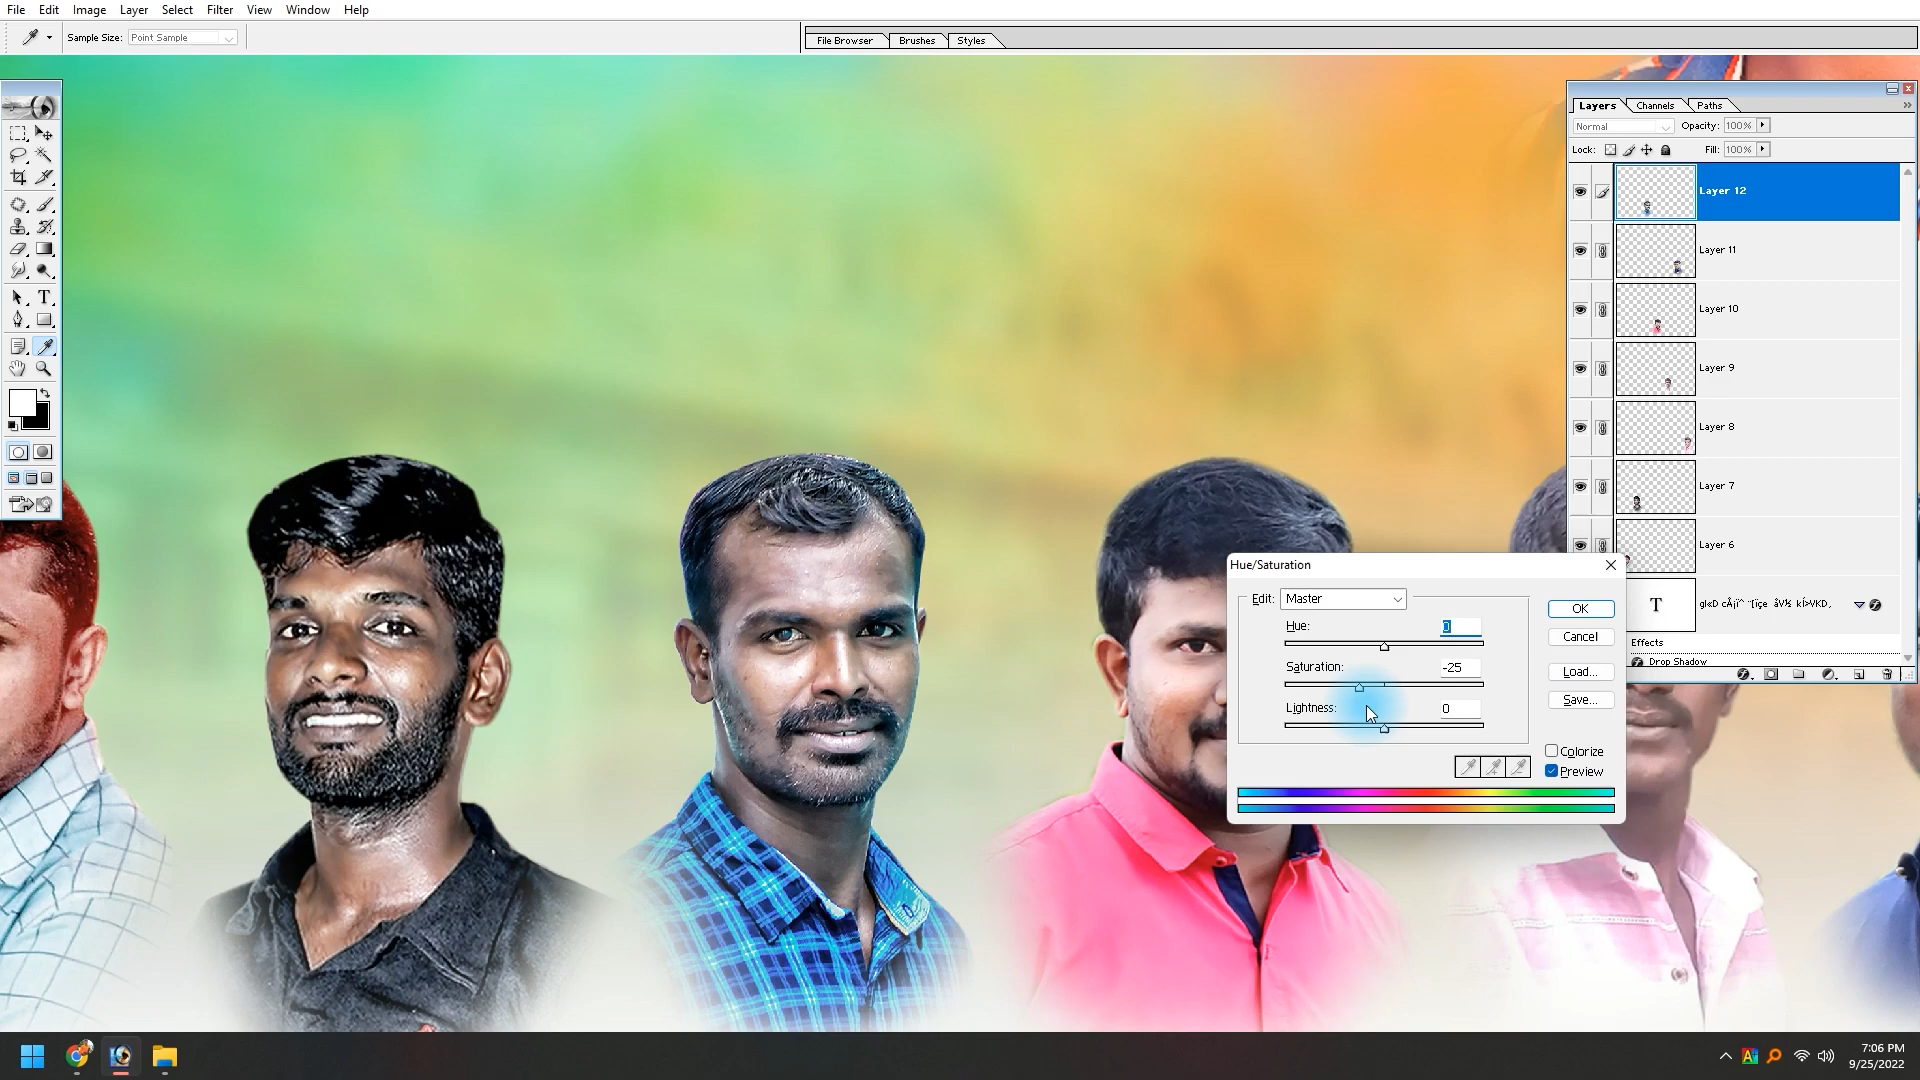 File Edit Image Layer Select Filter View Window Help
Sample Size: Point Sample
File Browser Brushes Styles
Layers Channels Paths
Normal Opacity: 100%
Lock: Fill: 100%
Layer 12
Layer 11
Layer 10
Layer 9
Layer 8
Layer 7
Layer 6
T
Effects
Drop Shadow
Hue/Saturation
Edit: Master
Hue: 0
Saturation: -25
Lightness: 0
OK
Cancel
Load...
Save...
Colorize
Preview
7:06 PM
9/25/2022